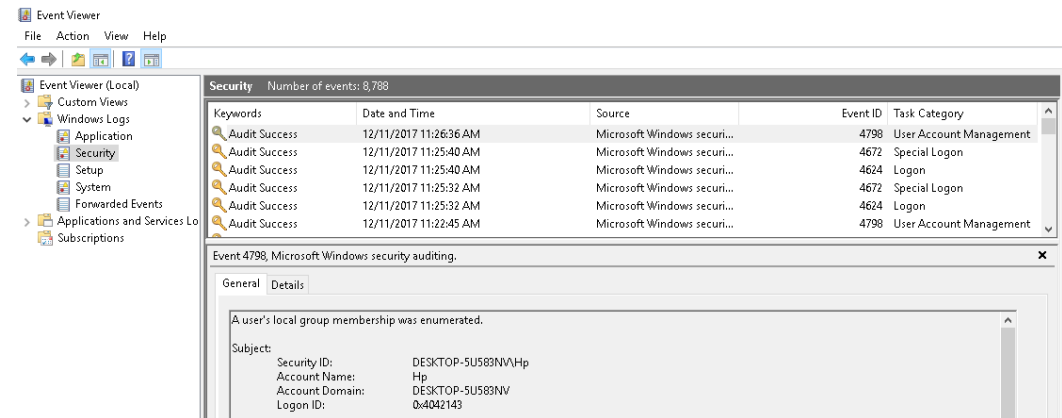 Event Viewer
File Action View Help
Event Viewer (Local)
Custom Views
Windows Logs
Application
Security
Setup
System
Forwarded Events
Applications and Services Lo
Subscriptions
Security Number of events: 8,788
Keywords Date and Time Source Event ID Task Category
Audit Success 12/11/2017 11:26:36 AM Microsoft Windows securi... 4798 User Account Management
Audit Success 12/11/2017 11:25:40 AM Microsoft Windows securi... 4672 Special Logon
Audit Success 12/11/2017 11:25:40 AM Microsoft Windows securi... 4624 Logon
Audit Success 12/11/2017 11:25:32 AM Microsoft Windows securi... 4672 Special Logon
Audit Success 12/11/2017 11:25:32 AM Microsoft Windows securi... 4624 Logon
Audit Success 12/11/2017 11:22:45 AM Microsoft Windows securi... 4798 User Account Management
Event 4798, Microsoft Windows security auditing.
General Details
A user's local group membership was enumerated.
Subject:
Security ID: DESKTOP-5U583NV\Hp
Account Name: Hp
Account Domain: DESKTOP-5U583NV
Logon ID: 0x4042143